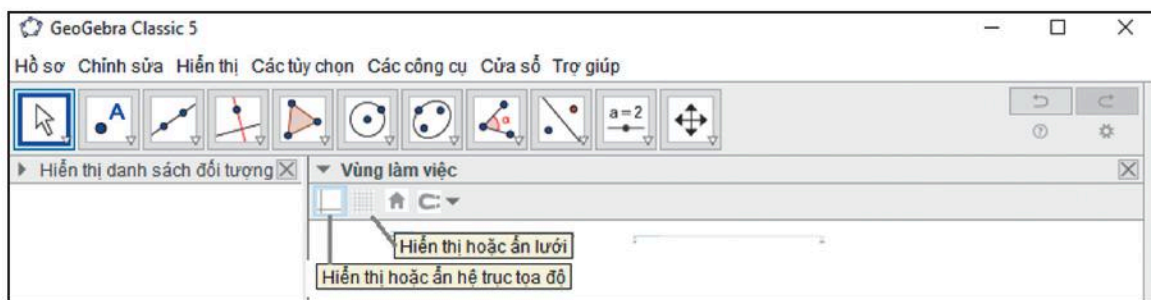 GeoGebra Classic 5
Hồ sơ Chỉnh sửa Hiển thị Các tùy chọn Các công cụ Cửa sổ Trợ giúp
A
α
a=2
Hiển thị danh sách đối tượng Vùng làm việc
Hiển thị hoặc ẩn lưới
Hiển thị hoặc ẩn hệ trục tọa độ